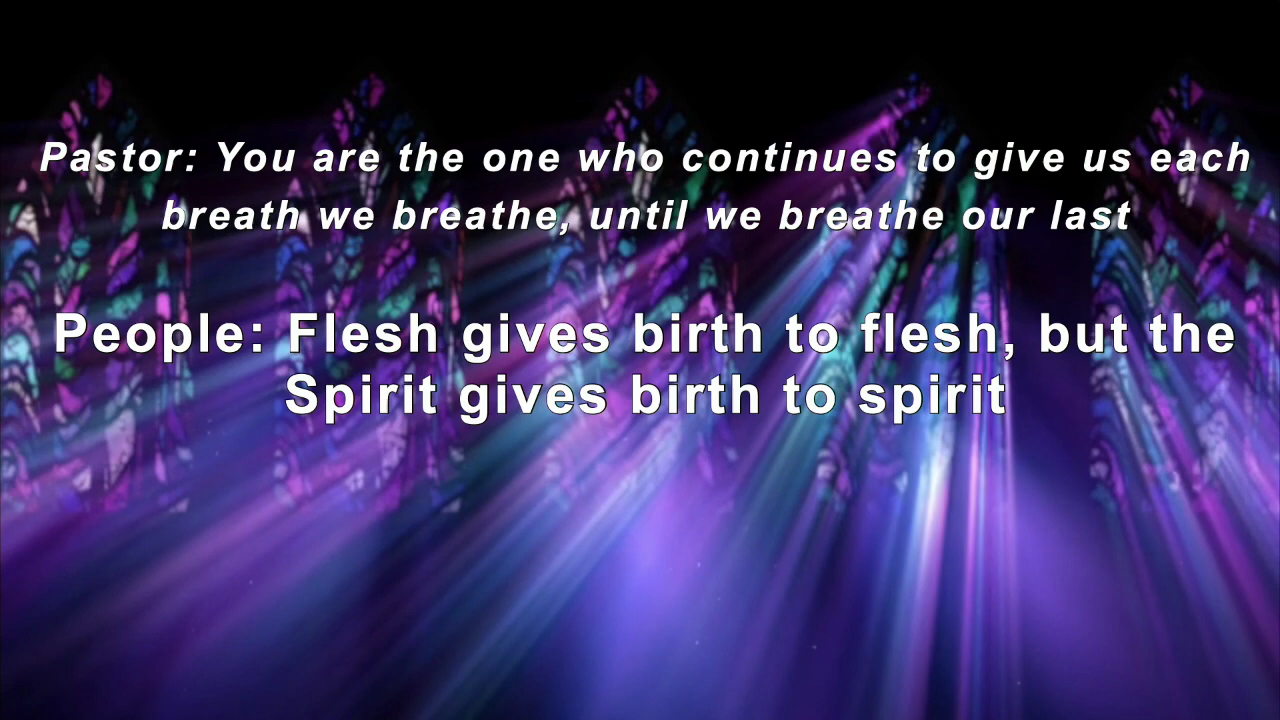 Pastor: You are the one who continues to give us each
breath we breathe, until we breathe our last
People: Flesh gives birth to flesh, but the
Spirit gives birth to spirit